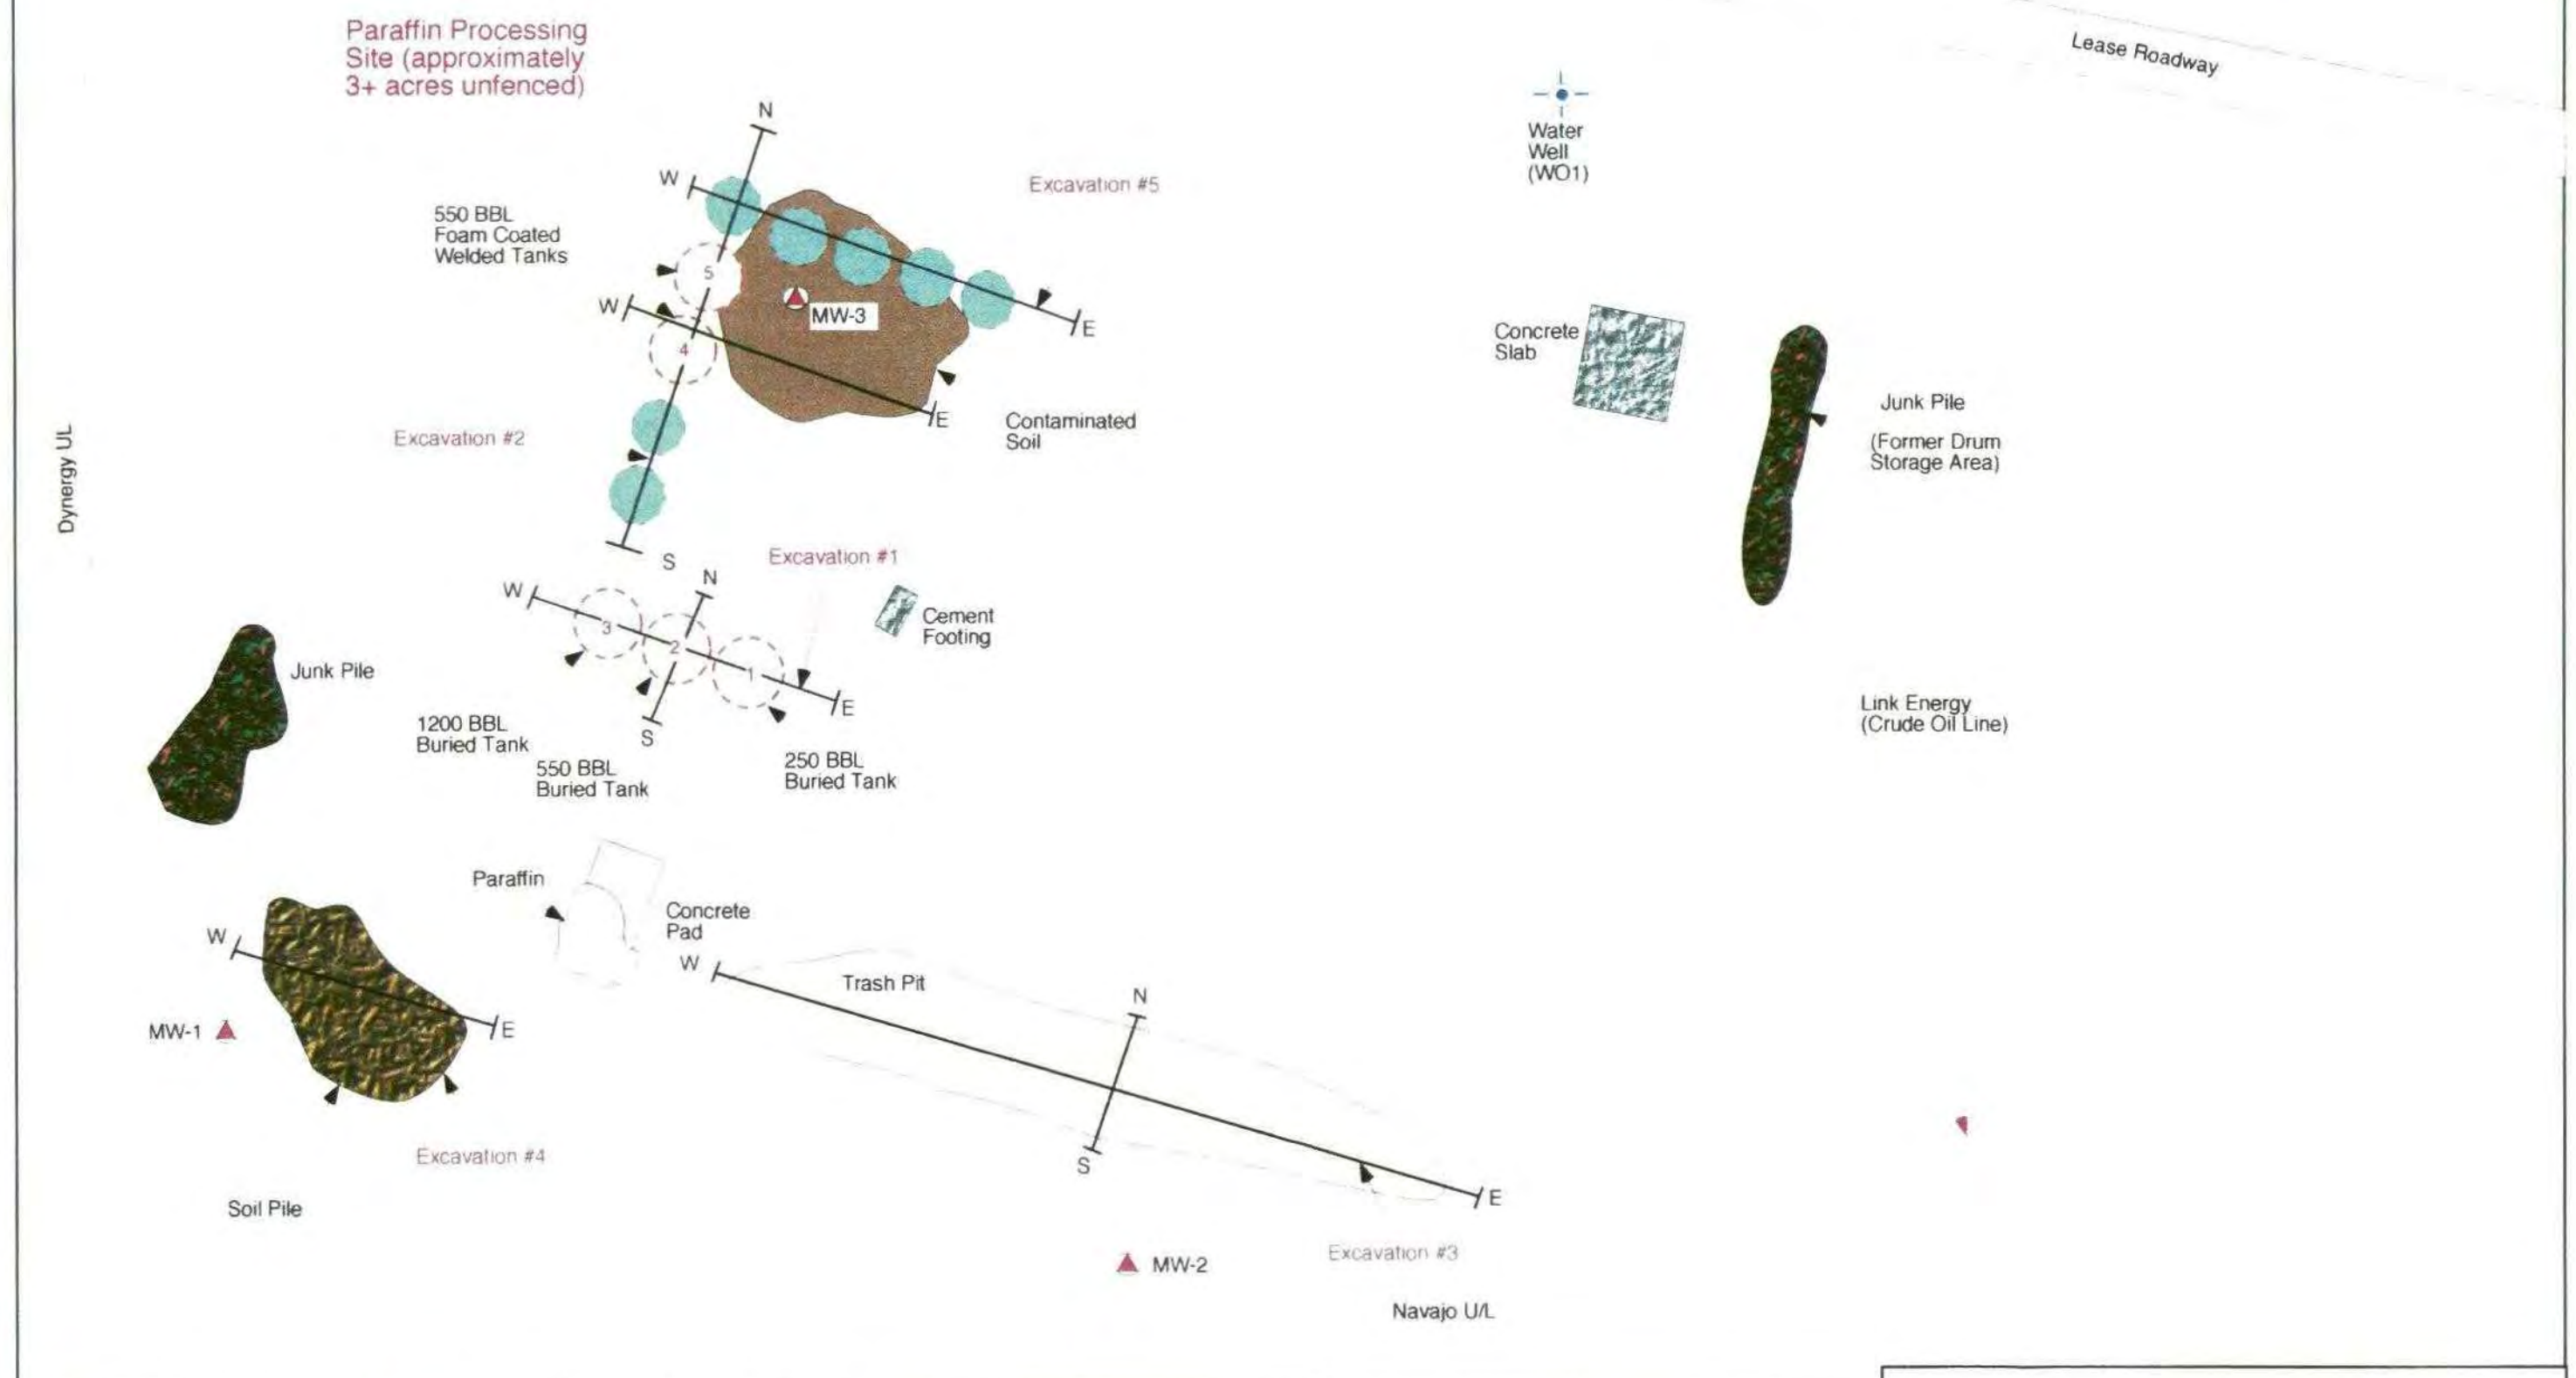 Paraffin Processing
Site (approximately
3+ acres unfenced)
Lease Roadway
N
W
Water
Well
(WO1)
Excavation #5
550 BBL
Foam Coated
Welded Tanks
5
W
MW-3
E
Concrete
Slab
4
E
Contaminated
Soil
Junk Pile
(Former Drum
Storage Area)
Excavation #2
Dynergy UL
S
Excavation #1
N
W
3
2
1
Cement
Footing
E
S
Junk Pile
1200 BBL
Buried Tank
550 BBL
Buried Tank
250 BBL
Buried Tank
Link Energy
(Crude Oil Line)
Paraffin
Concrete
Pad
W
W
Trash Pit
N
MW-1
E
S
E
Excavation #4
Soil Pile
MW-2
Excavation #3
Navajo U/L